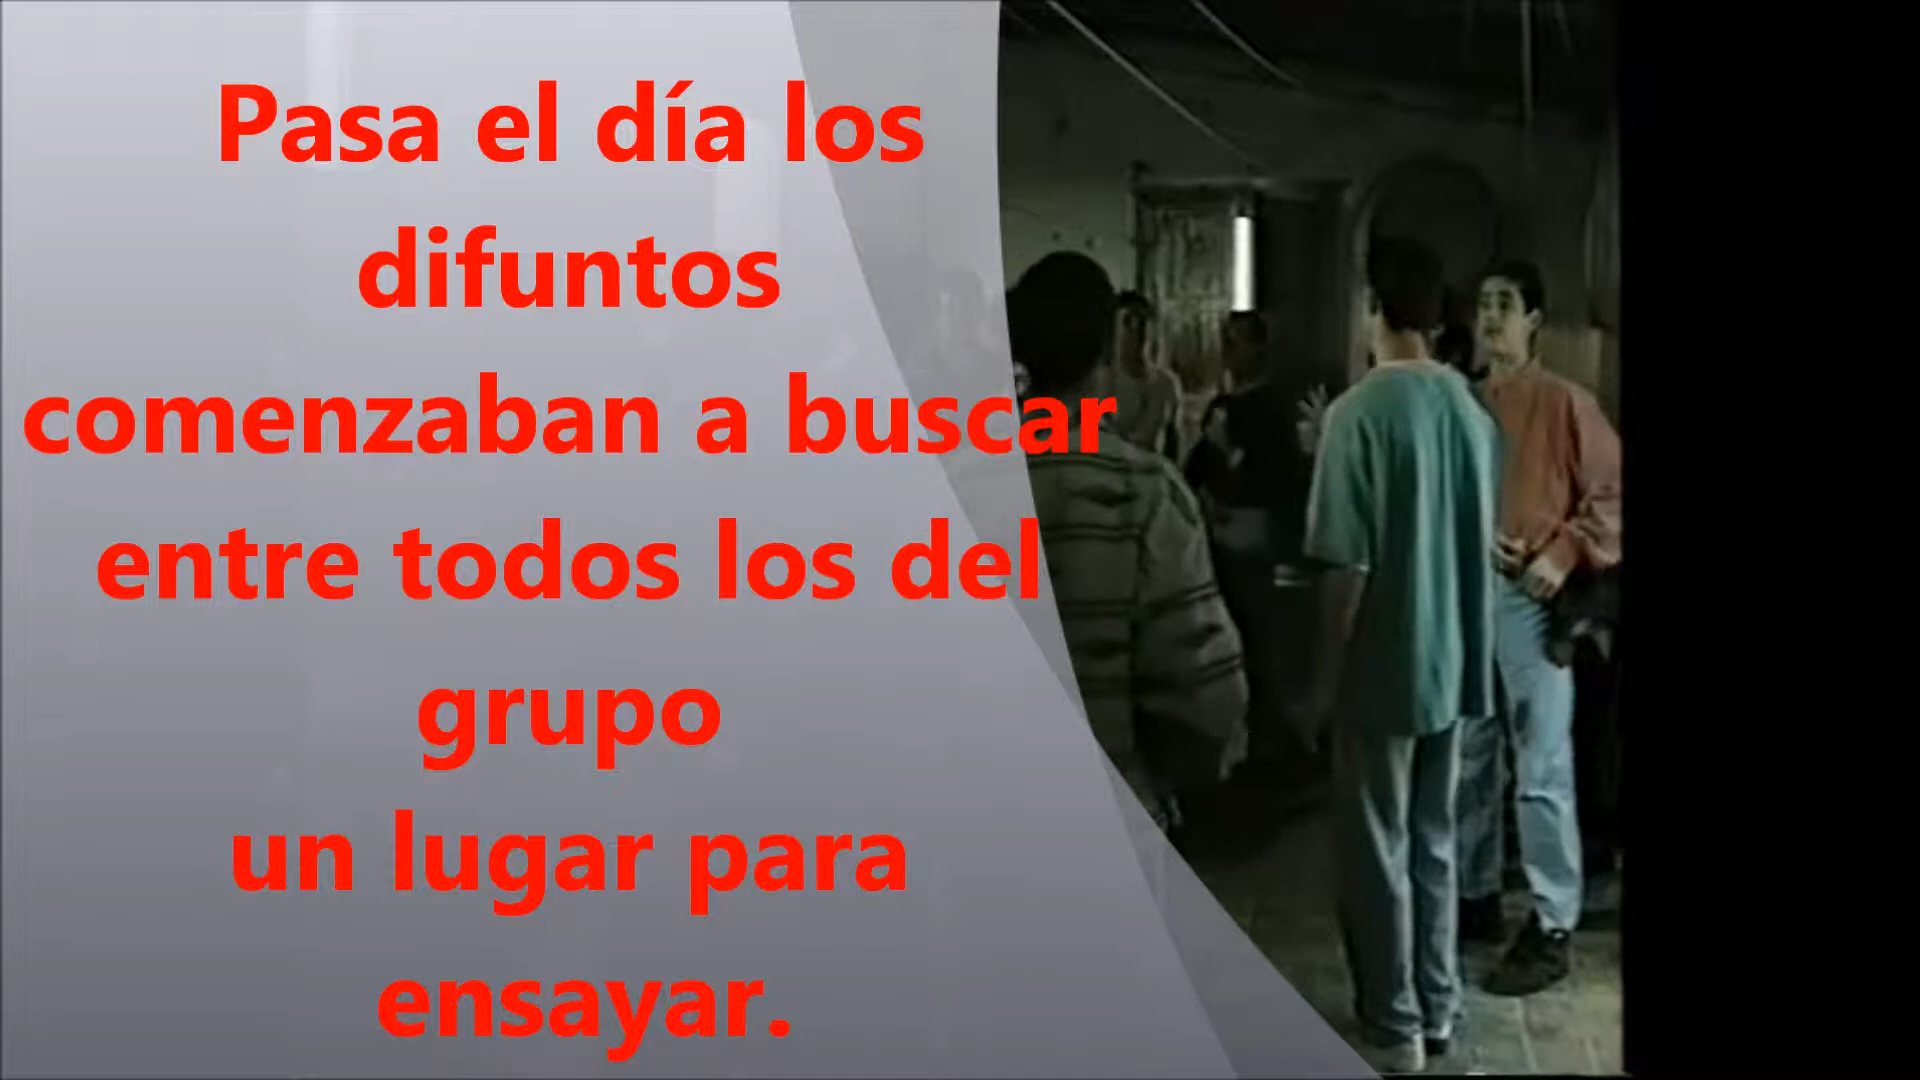 Pasa el día los
difuntos
comenzaban a buscar
entre todos los del
grupo
un lugar para
ensayar.